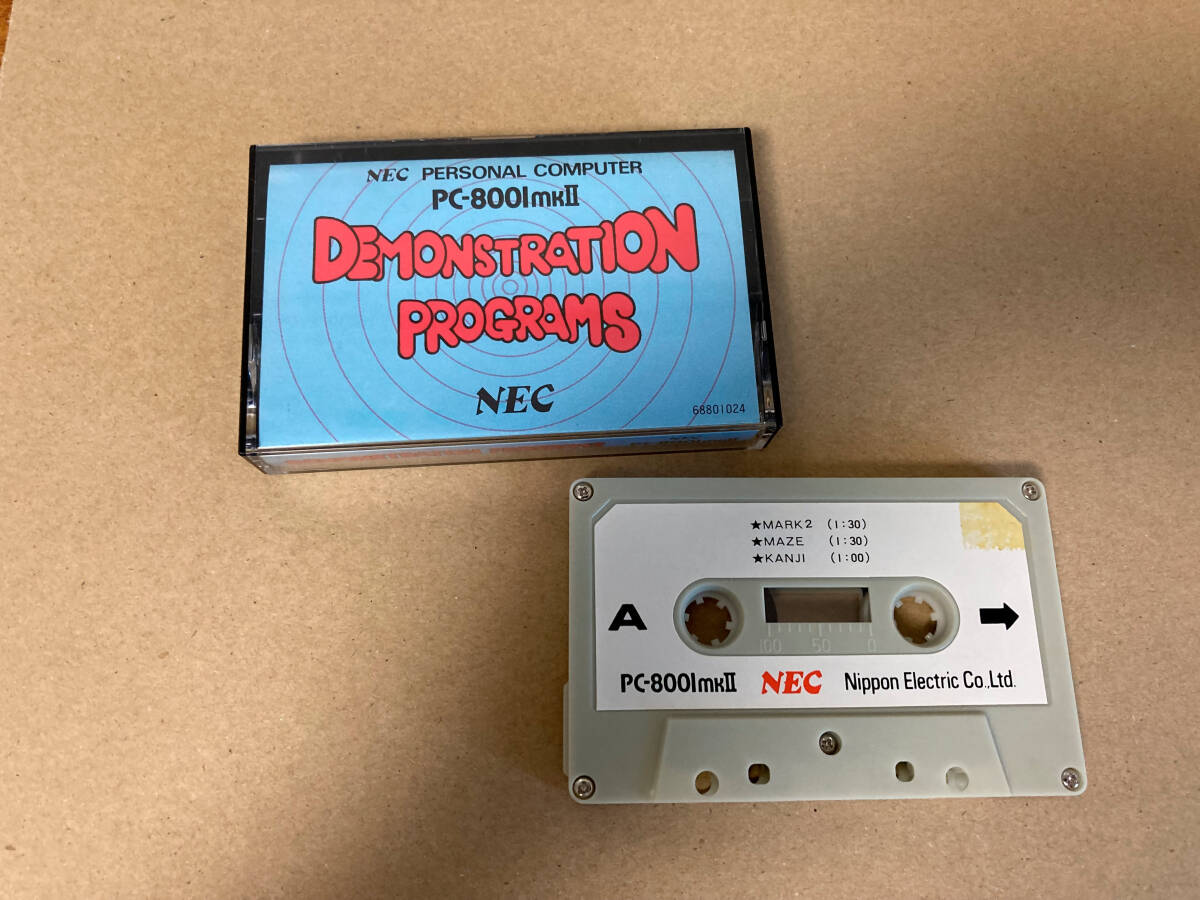 NEC PERSONAL COMPUTER
PC-8001mkII
DEMONSTRATION
PROGRAMS
NEC
68801024
★MARK2 (1:30)
★MAZE (1:30)
★KANJI (1:00)
A
100 50 0
PC-8001mkII NEC Nippon Electric Co.,Ltd.